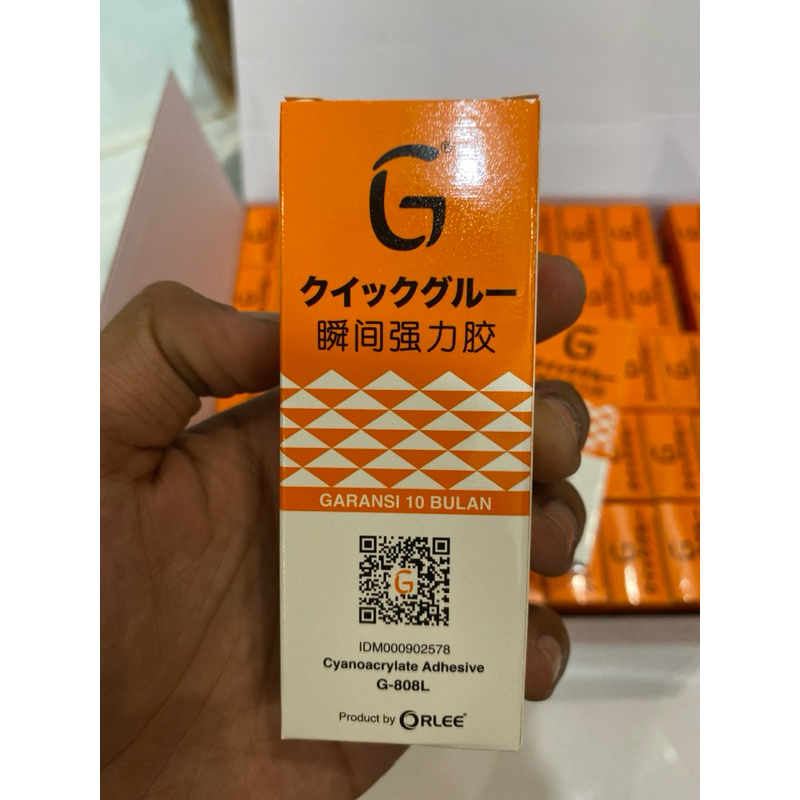 G®
クイックグルー
瞬间强力胶
GARANSI 10 BULAN
G
IDM000902578
Cyanoacrylate Adhesive
G-808L
Product by ORLEE®
G